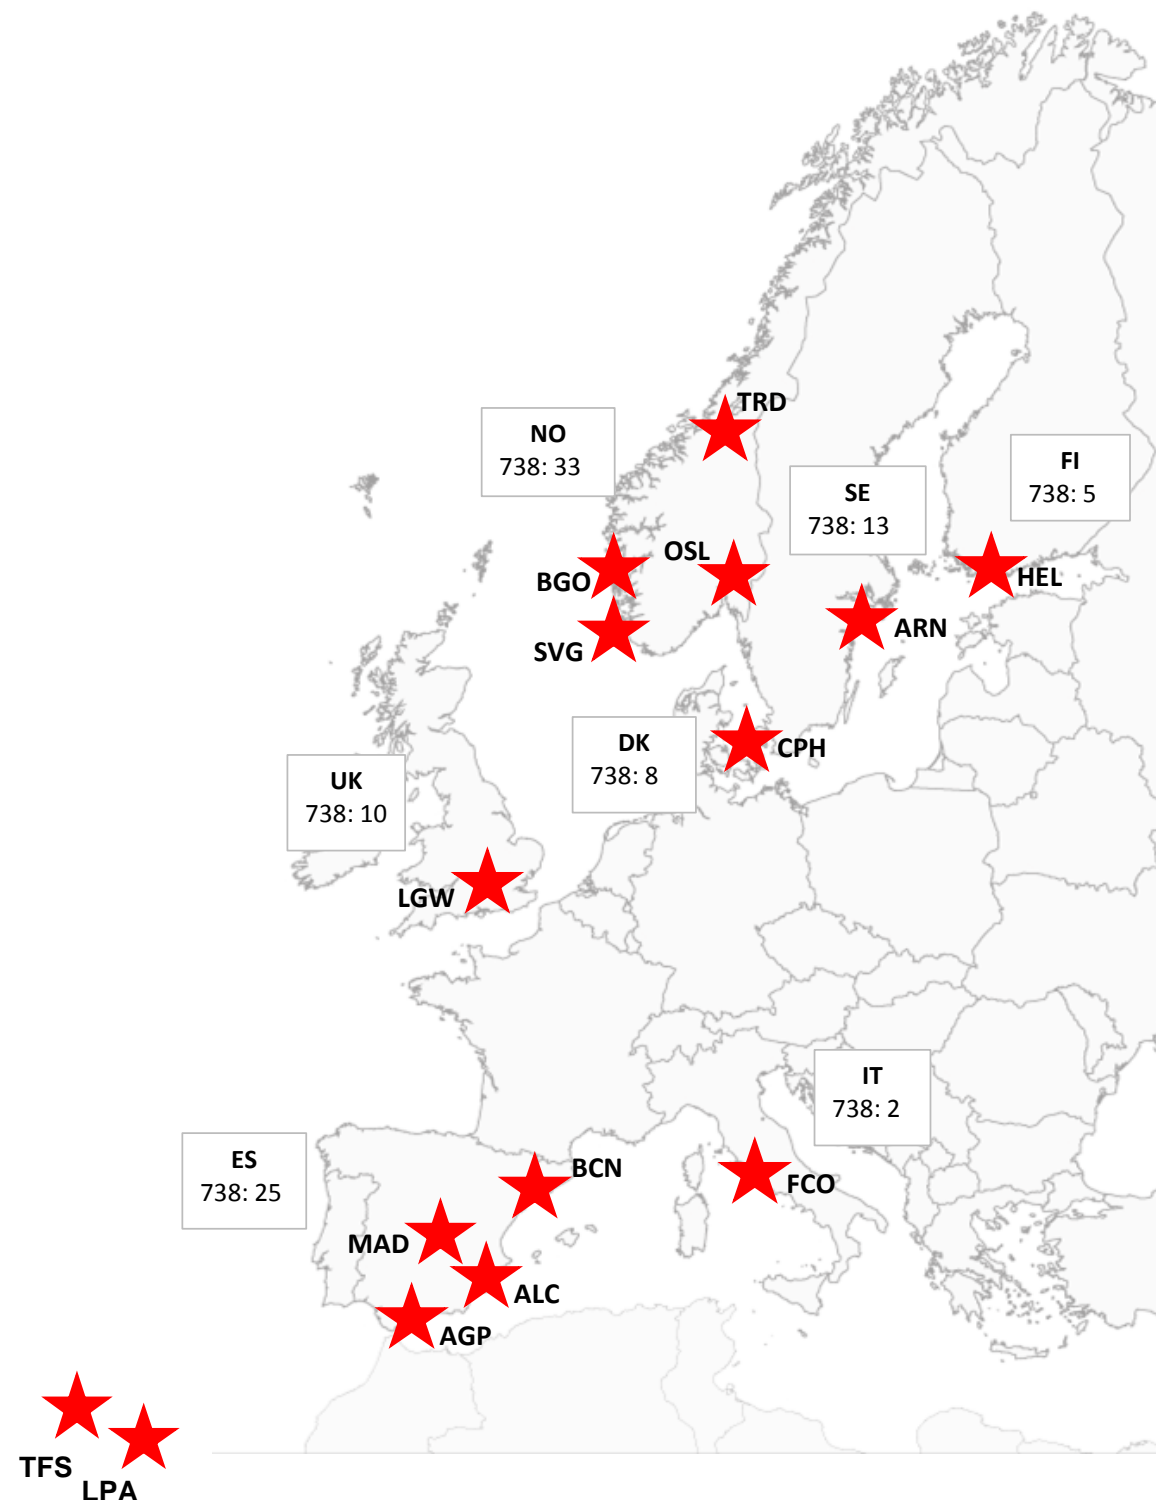 TRD
NO
738: 33
FI
738: 5
SE
738: 13
OSL
BGO
HEL
ARN
SVG
DK
738: 8
CPH
UK
738: 10
LGW
IT
738: 2
ES
738: 25
BCN
FCO
MAD
ALC
AGP
TFS
LPA